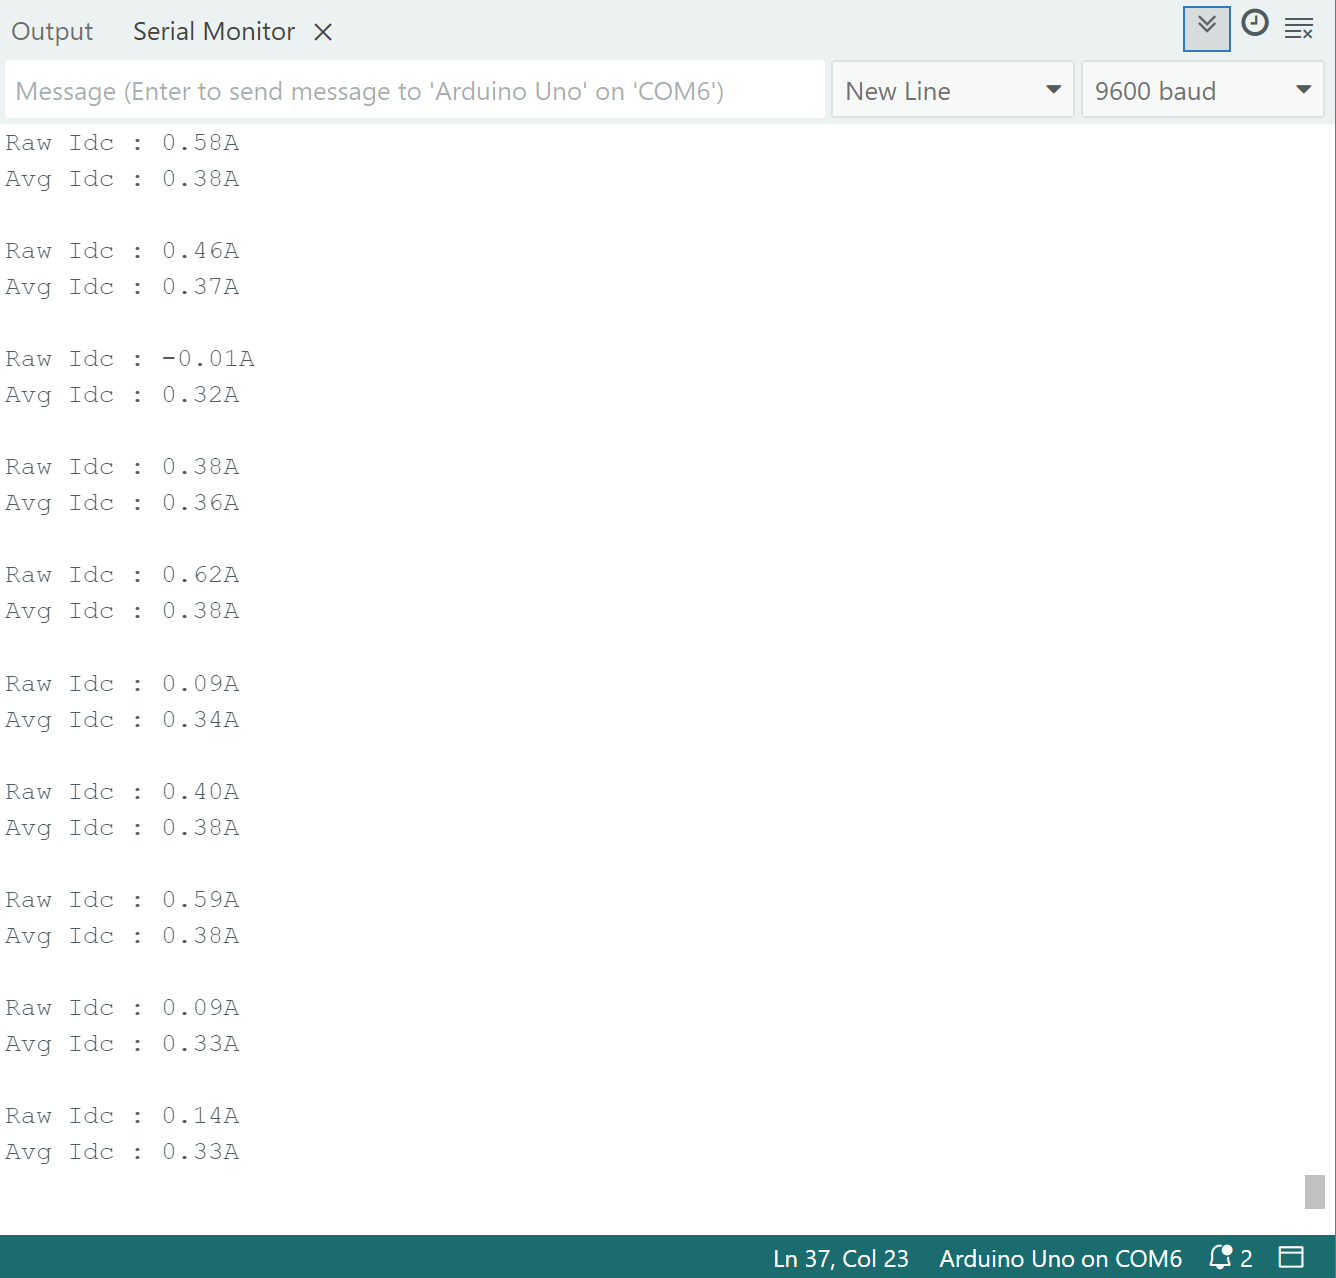 Output Serial Monitor
Message (Enter to send message to 'Arduino Uno' on 'COM6') New Line 9600 baud
Raw Idc : 0.58A
Avg Idc : 0.38A
Raw Idc : 0.46A
Avg Idc : 0.37A
Raw Idc : -0.01A
Avg Idc : 0.32A
Raw Idc : 0.38A
Avg Idc : 0.36A
Raw Idc : 0.62A
Avg Idc : 0.38A
Raw Idc : 0.09A
Avg Idc : 0.34A
Raw Idc : 0.40A
Avg Idc : 0.38A
Raw Idc : 0.59A
Avg Idc : 0.38A
Raw Idc : 0.09A
Avg Idc : 0.33A
Raw Idc : 0.14A
Avg Idc : 0.33A
Ln 37, Col 23 Arduino Uno on COM6 2